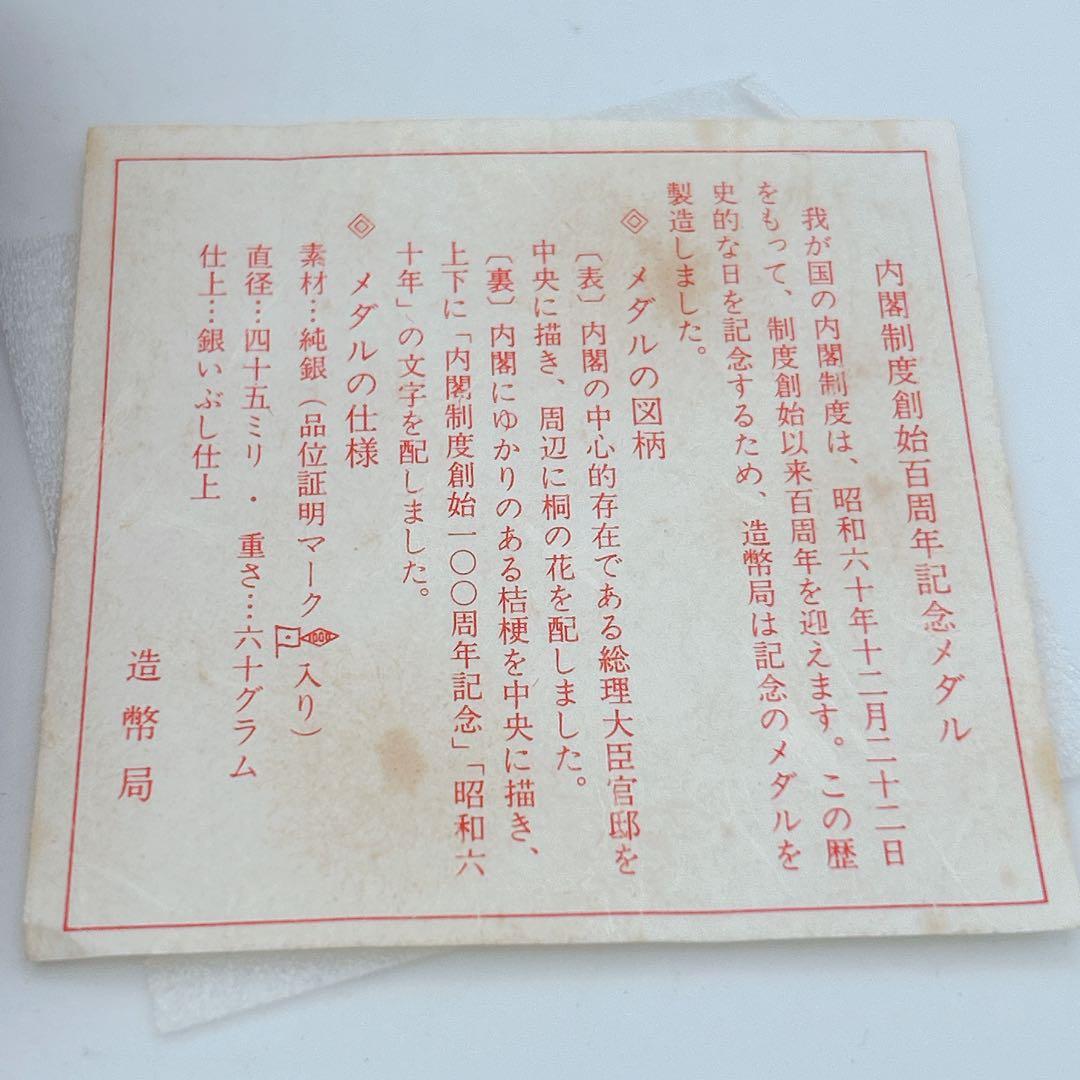 内閣制度創始百周年記念メダル
我が国の内閣制度は、昭和六十年十二月二十二日
をもって、制度創始以来百周年を迎えます。この歴
史的な日を記念するため、造幣局は記念のメダルを
製造しました。
◎ メダルの図柄
〔表〕内閣の中心的存在である総理大臣官邸を
中央に描き、周辺に桐の花を配しました。
〔裏〕内閣にゆかりのある桔梗を中央に描き、
上下に「内閣制度創始一〇〇周年記念」「昭和六
十年」の文字を配しました。
◎ メダルの仕様
素材…純銀（品位証明マーク 1000 入り）
直径…四十五ミリ・重さ…六十グラム
仕上…銀いぶし仕上
造幣局